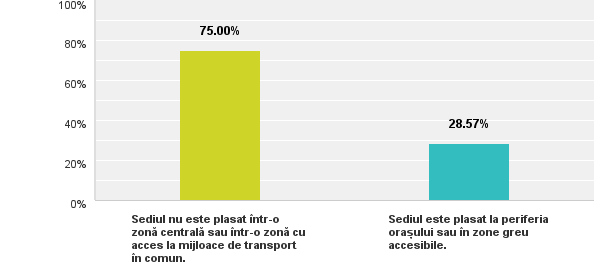 100%
75.00%
80%
60%
40%
28.57%
20%
0%
Sediul nu este plasat într-o
zonă centrală sau într-o zonă cu
acces la mijloace de transport
în comun.
Sediul este plasat la periferia
orașului sau în zone greu
accesibile.